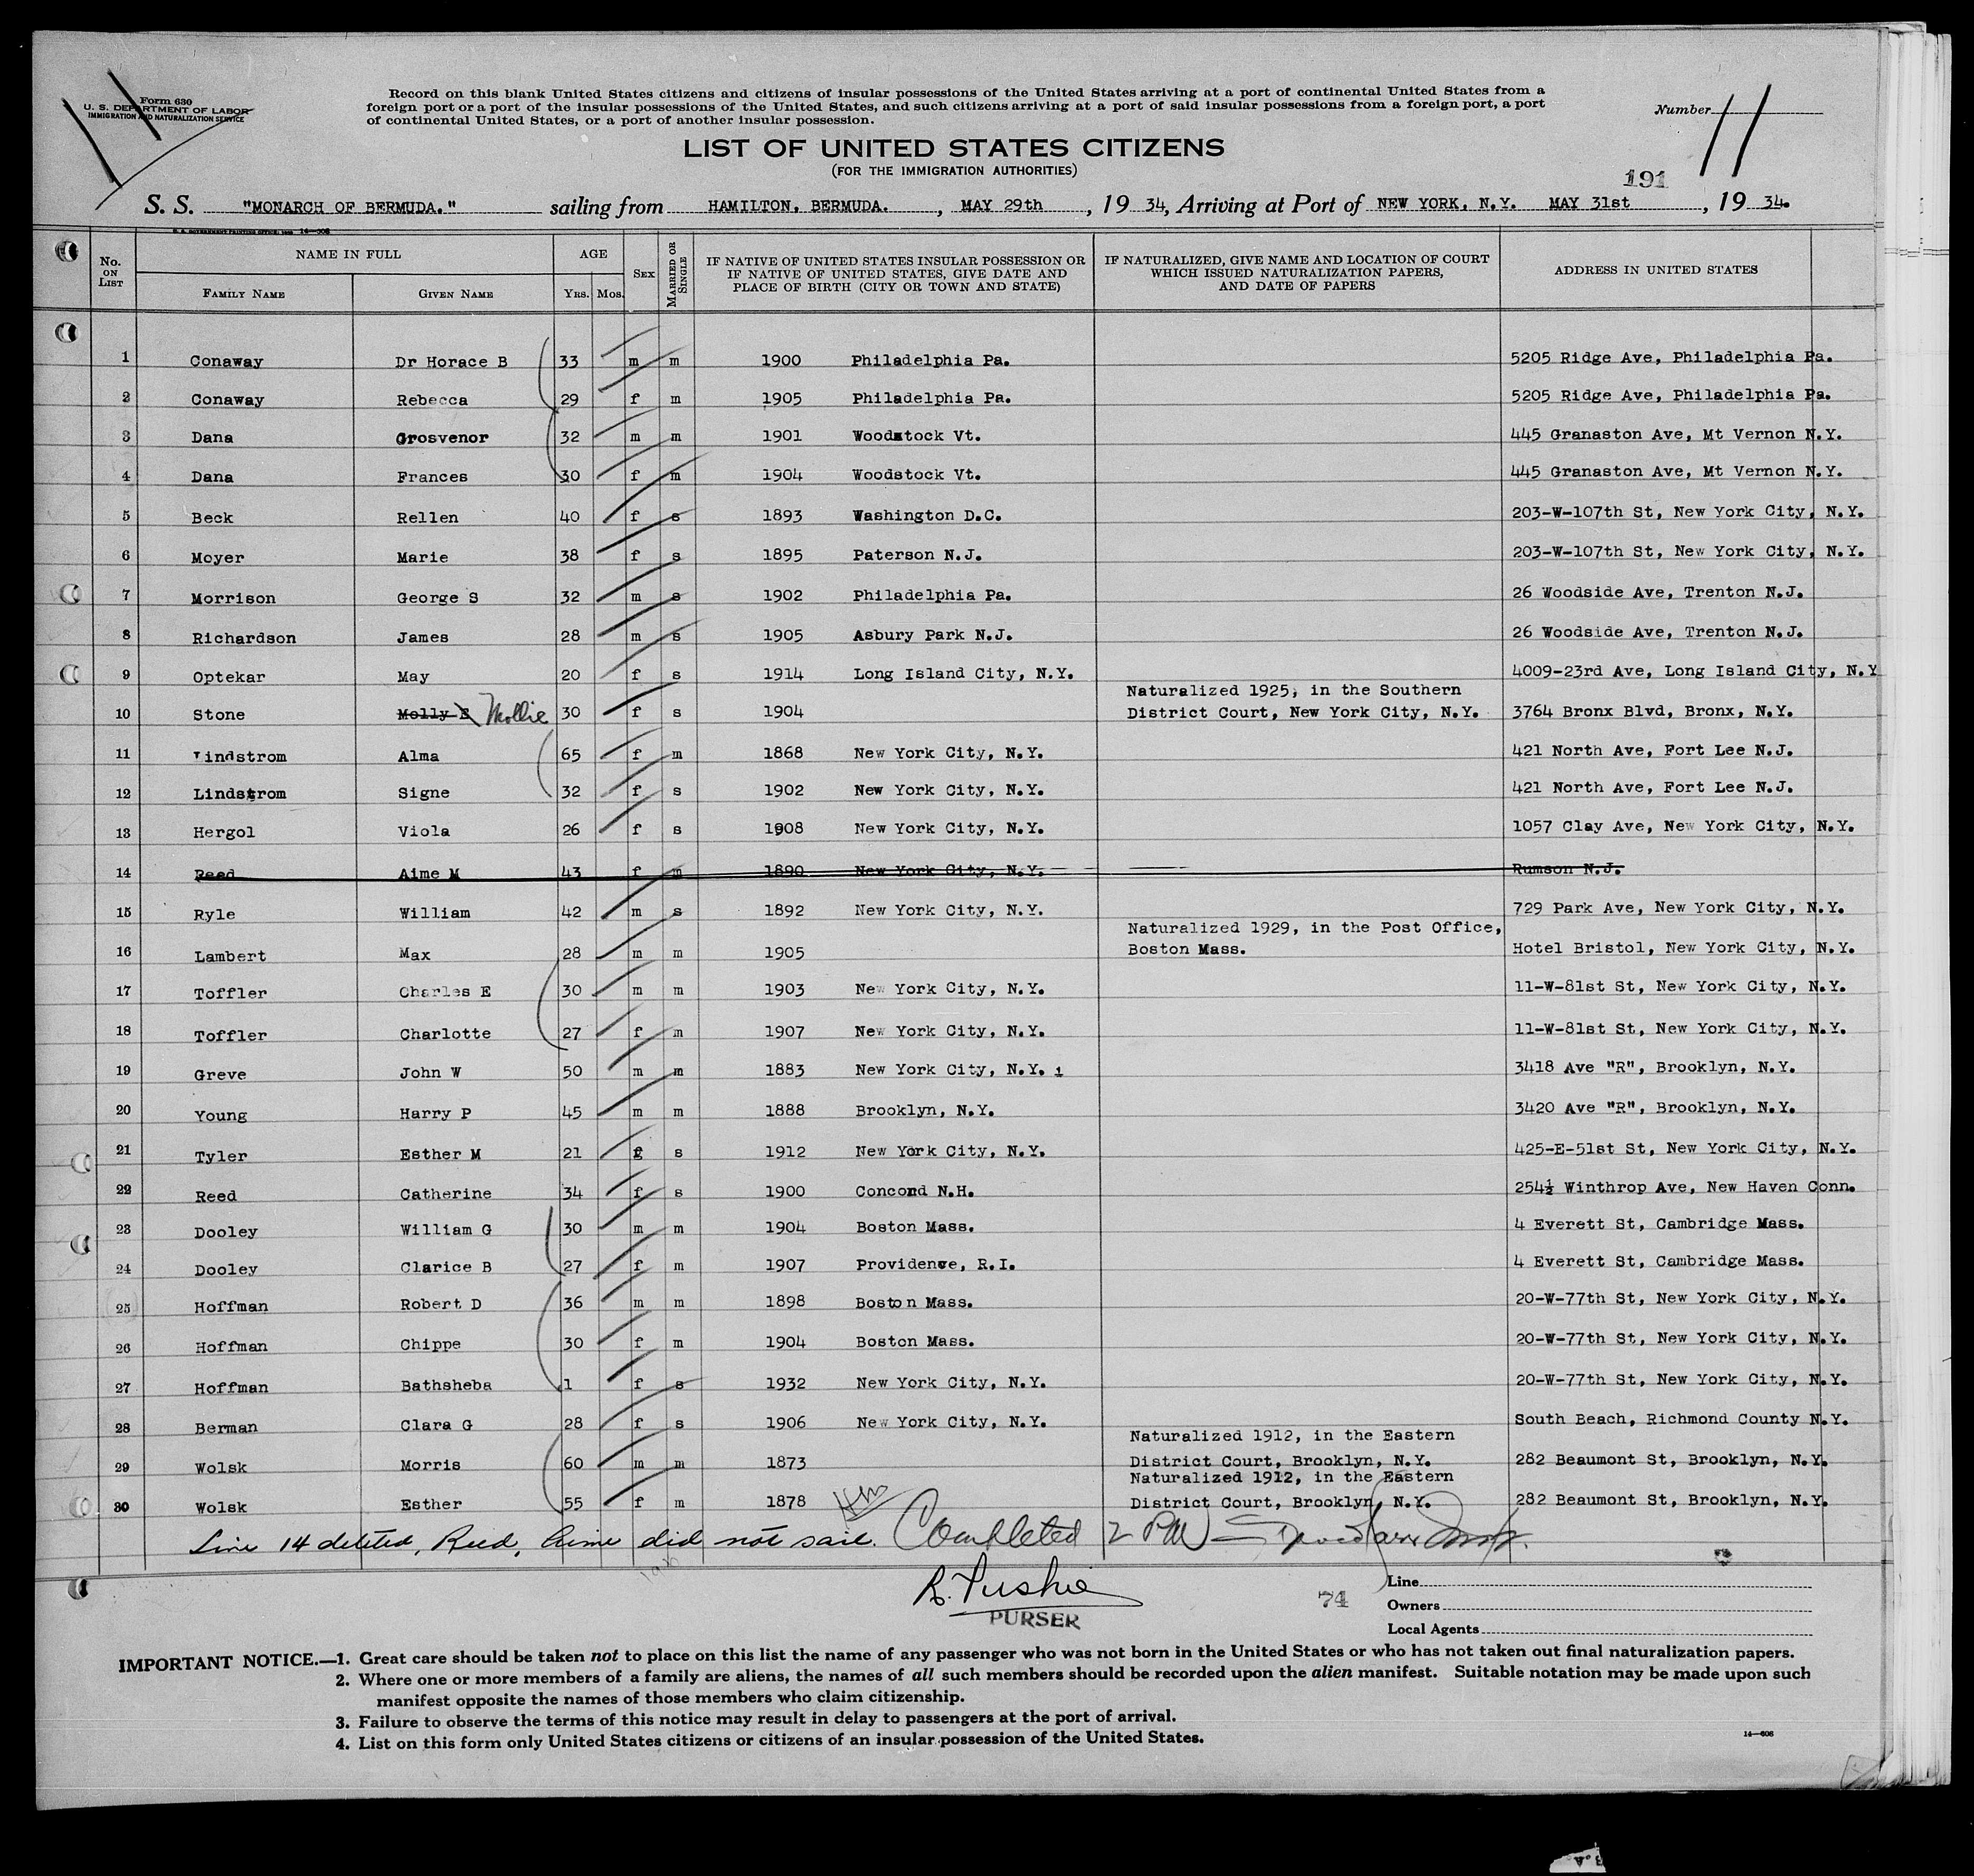 Form 630
U. S. DEPARTMENT OF LABOR
IMMIGRATION AND NATURALIZATION SERVICE
Record on this blank United States citizens and citizens of insular possessions of the United States arriving at a port of continental United States from a
foreign port or a port of the insular possessions of the United States, and such citizens arriving at a port of said insular possessions from a foreign port, a port
of continental United States, or a port of another insular possession.
Number 11
LIST OF UNITED STATES CITIZENS
(FOR THE IMMIGRATION AUTHORITIES)
191
S. S. "MONARCH OF BERMUDA." sailing from HAMILTON, BERMUDA. , MAY 29th , 19 34, Arriving at Port of NEW YORK, N.Y. MAY 31st , 19 34.
No. ON LIST NAME IN FULL FAMILY NAME GIVEN NAME AGE YRS. MOS. SEX MARRIED OR SINGLE IF NATIVE OF UNITED STATES INSULAR POSSESSION OR IF NATIVE OF UNITED STATES, GIVE DATE AND PLACE OF BIRTH (CITY OR TOWN AND STATE) IF NATURALIZED, GIVE NAME AND LOCATION OF COURT WHICH ISSUED NATURALIZATION PAPERS, AND DATE OF PAPERS ADDRESS IN UNITED STATES
1 Conaway Dr Horace B 33 m m 1900 Philadelphia Pa. 5205 Ridge Ave, Philadelphia Pa.
2 Conaway Rebecca 29 f m 1905 Philadelphia Pa. 5205 Ridge Ave, Philadelphia Pa.
3 Dana Grosvenor 32 m m 1901 Woodstock Vt. 445 Granaston Ave, Mt Vernon N.Y.
4 Dana Frances 30 f m 1904 Woodstock Vt. 445 Granaston Ave, Mt Vernon N.Y.
5 Beck Rellen 40 f s 1893 Washington D.C. 203-W-107th St, New York City, N.Y.
6 Moyer Marie 38 f s 1895 Paterson N.J. 203-W-107th St, New York City, N.Y.
7 Morrison George S 32 m s 1902 Philadelphia Pa. 26 Woodside Ave, Trenton N.J.
8 Richardson James 28 m s 1905 Asbury Park N.J. 26 Woodside Ave, Trenton N.J.
9 Optekar May 20 f s 1914 Long Island City, N.Y. 4009-23rd Ave, Long Island City, N.Y
10 Stone Molly E Mollie 30 f s 1904 Naturalized 1925, in the Southern District Court, New York City, N.Y. 3764 Bronx Blvd, Bronx, N.Y.
11 Lindstrom Alma 65 f m 1868 New York City, N.Y. 421 North Ave, Fort Lee N.J.
12 Lindstrom Signe 32 f s 1902 New York City, N.Y. 421 North Ave, Fort Lee N.J.
13 Hergol Viola 26 f s 1908 New York City, N.Y. 1057 Clay Ave, New York City, N.Y.
14 Reed Aime M 43 f m 1890 New York City, N.Y. Rumson N.J.
15 Ryle William 42 m s 1892 New York City, N.Y. 729 Park Ave, New York City, N.Y.
16 Lambert Max 28 m m 1905 Naturalized 1929, in the Post Office, Boston Mass. Hotel Bristol, New York City, N.Y.
17 Toffler Charles E 30 m m 1903 New York City, N.Y. 11-W-81st St, New York City, N.Y.
18 Toffler Charlotte 27 f m 1907 New York City, N.Y. 11-W-81st St, New York City, N.Y.
19 Greve John W 50 m m 1883 New York City, N.Y. 3418 Ave "R", Brooklyn, N.Y.
20 Young Harry P 45 m m 1888 Brooklyn, N.Y. 3420 Ave "R", Brooklyn, N.Y.
21 Tyler Esther M 21 f s 1912 New York City, N.Y. 425-E-51st St, New York City, N.Y.
22 Reed Catherine 34 f s 1900 Concord N.H. 254½ Winthrop Ave, New Haven Conn.
23 Dooley William G 30 m m 1904 Boston Mass. 4 Everett St, Cambridge Mass.
24 Dooley Clarice B 27 f m 1907 Providence, R.I. 4 Everett St, Cambridge Mass.
25 Hoffman Robert D 36 m m 1898 Boston Mass. 20-W-77th St, New York City, N.Y.
26 Hoffman Chippe 30 f m 1904 Boston Mass. 20-W-77th St, New York City, N.Y.
27 Hoffman Bathsheba 1 f s 1932 New York City, N.Y. 20-W-77th St, New York City, N.Y.
28 Berman Clara G 28 f s 1906 New York City, N.Y. South Beach, Richmond County N.Y.
29 Wolsk Morris 60 m m 1873 Naturalized 1912, in the Eastern District Court, Brooklyn, N.Y. 282 Beaumont St, Brooklyn, N.Y.
30 Wolsk Esther 55 f m 1878 Naturalized 1912, in the Eastern District Court, Brooklyn, N.Y. 282 Beaumont St, Brooklyn, N.Y.
Line 14 deleted, Reed, Aime did not sail. Completed 2 PM
PURSER
74
Line
Owners
Local Agents
IMPORTANT NOTICE.—1. Great care should be taken not to place on this list the name of any passenger who was not born in the United States or who has not taken out final naturalization papers.
2. Where one or more members of a family are aliens, the names of all such members should be recorded upon the alien manifest. Suitable notation may be made upon such
manifest opposite the names of those members who claim citizenship.
3. Failure to observe the terms of this notice may result in delay to passengers at the port of arrival.
4. List on this form only United States citizens or citizens of an insular possession of the United States.
14—608